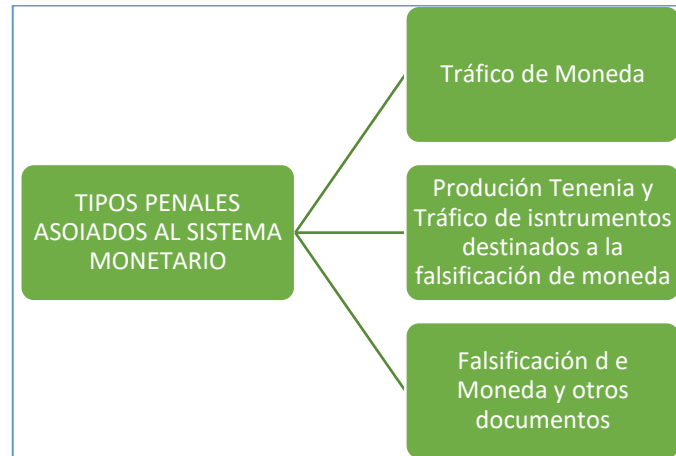 TIPOS PENALES
ASOIADOS AL SISTEMA
MONETARIO
Tráfico de Moneda
Produción Tenenia y
Tráfico de isntrumentos
destinados a la
falsificación de moneda
Falsificación d e
Moneda y otros
documentos